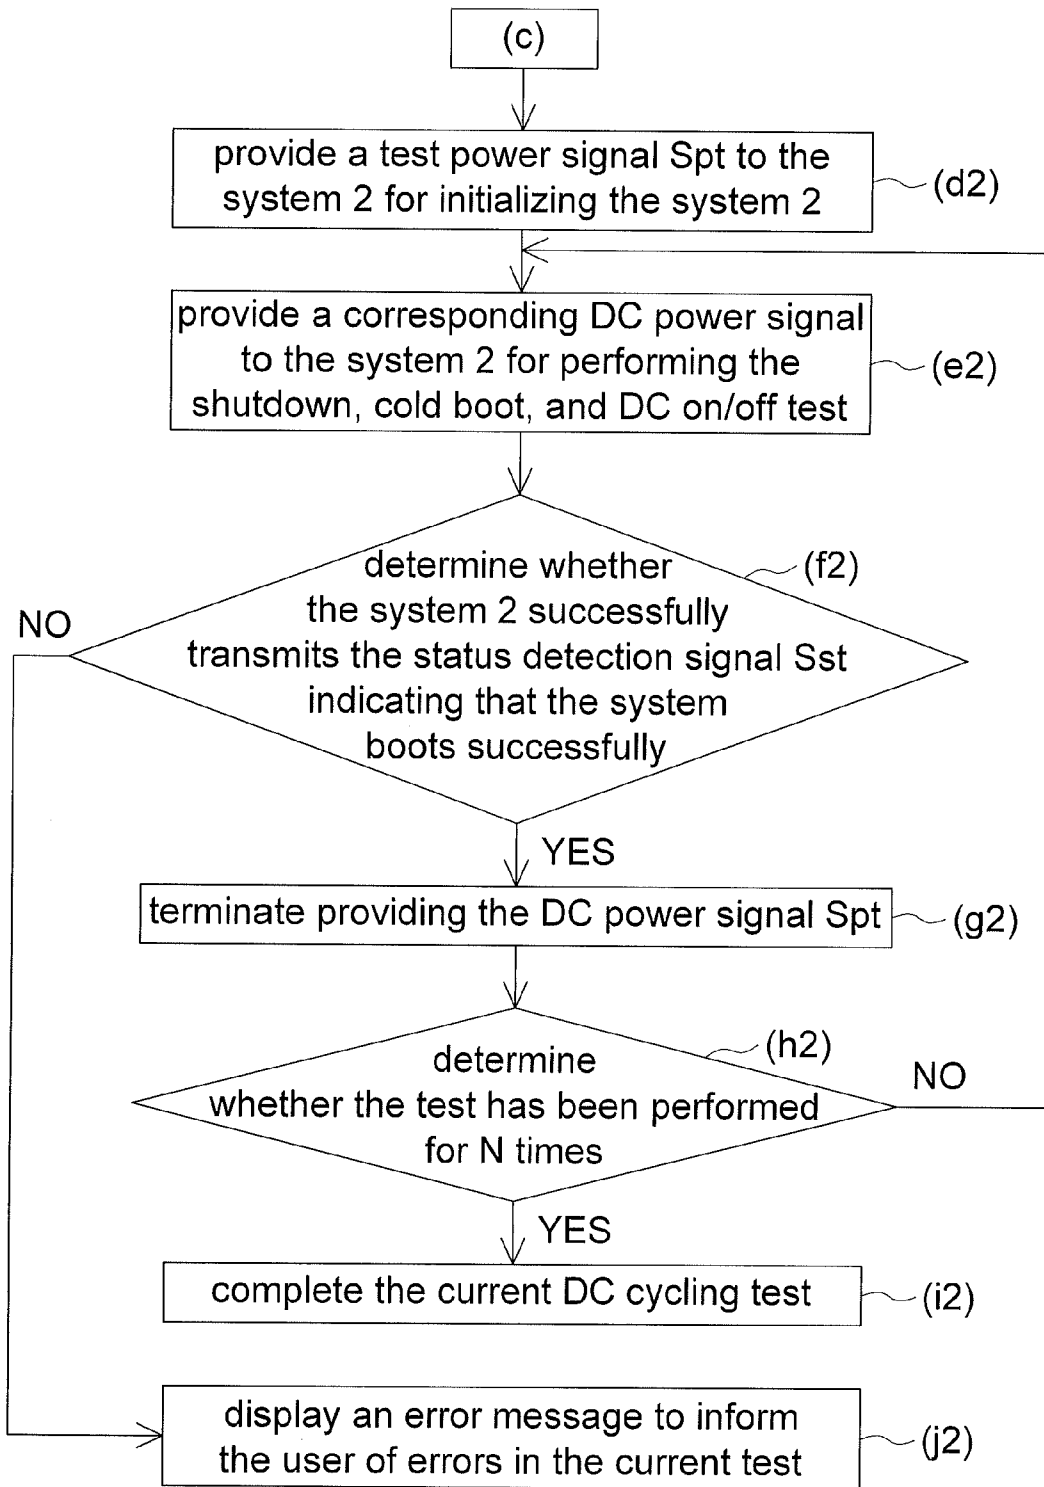 (c)
provide a test power signal Spt to the
system 2 for initializing the system 2
(d2)
provide a corresponding DC power signal
to the system 2 for performing the
shutdown, cold boot, and DC on/off test
(e2)
determine whether
the system 2 successfully
transmits the status detection signal Sst
indicating that the system
boots successfully
(f2)
NO
YES
terminate providing the DC power signal Spt
(g2)
determine
whether the test has been performed
for N times
(h2)
NO
YES
complete the current DC cycling test
(i2)
display an error message to inform
the user of errors in the current test
(j2)